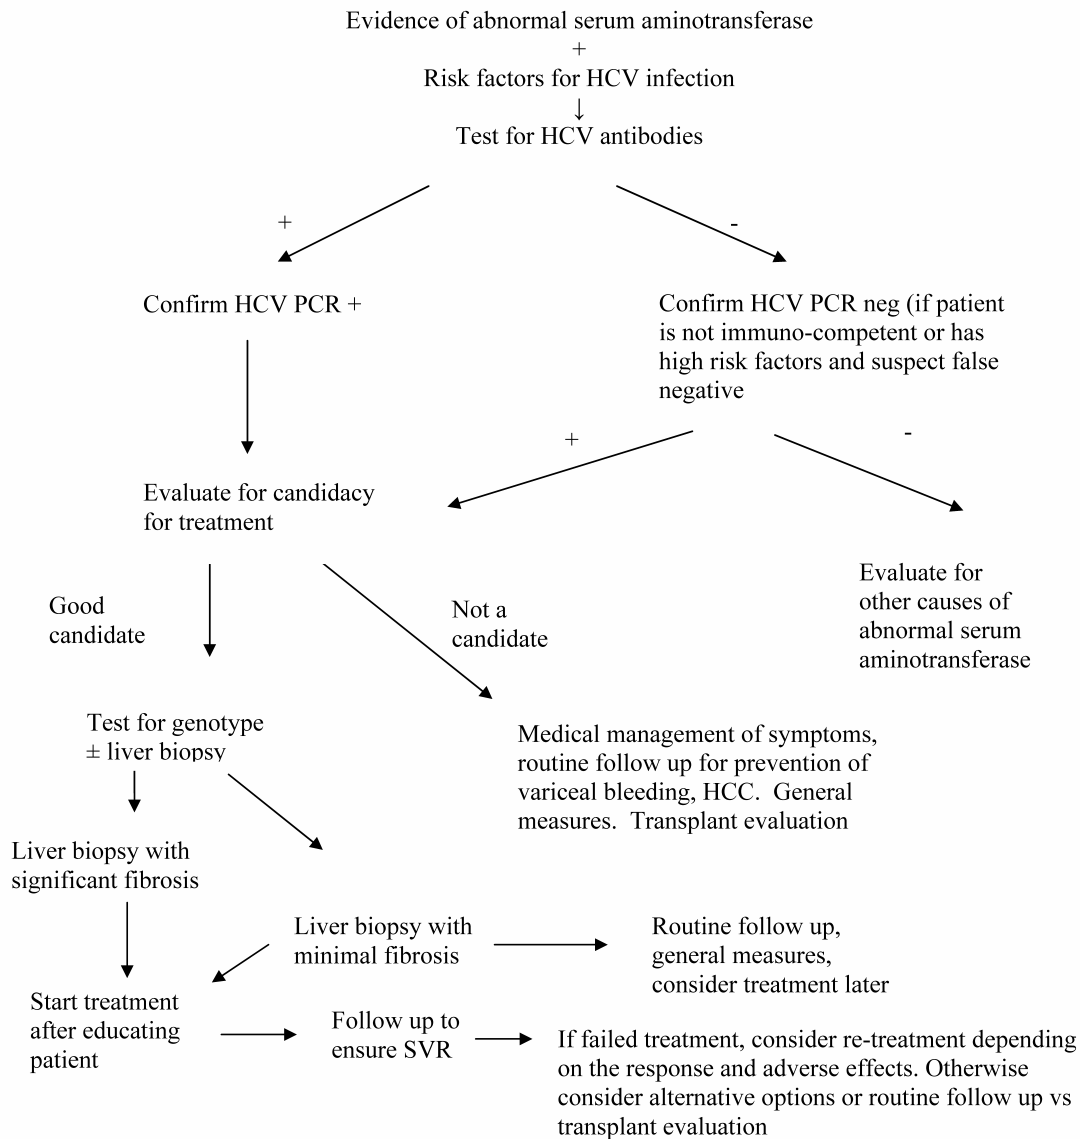 Evidence of abnormal serum aminotransferase
+
Risk factors for HCV infection
↓
Test for HCV antibodies
+
-
Confirm HCV PCR +
Confirm HCV PCR neg (if patient
is not immuno-competent or has
high risk factors and suspect false
negative
+
-
Evaluate for candidacy
for treatment
Evaluate for
other causes of
abnormal serum
aminotransferase
Good
candidate
Not a
candidate
Test for genotype
± liver biopsy
Medical management of symptoms,
routine follow up for prevention of
variceal bleeding, HCC.  General
measures.  Transplant evaluation
Liver biopsy with
significant fibrosis
Liver biopsy with
minimal fibrosis
Routine follow up,
general measures,
consider treatment later
Start treatment
after educating
patient
Follow up to
ensure SVR
If failed treatment, consider re-treatment depending
on the response and adverse effects. Otherwise
consider alternative options or routine follow up vs
transplant evaluation